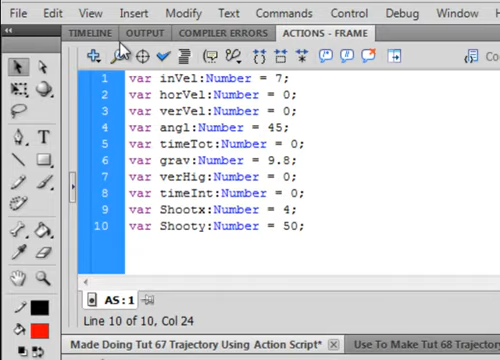 File Edit View Insert Modify Text Commands Control Debug Window
TIMELINE OUTPUT COMPILER ERRORS ACTIONS - FRAME
Co
1 var inVel:Number = 7;
2 var horVel:Number = 0;
3 var verVel:Number = 0;
4 var angl:Number = 45;
5 var timeTot:Number = 0;
6 var grav:Number = 9.8;
7 var verHig:Number = 0;
8 var timeInt:Number = 0;
9 var Shootx:Number = 4;
10 var Shooty:Number = 50;
T
AS:1
Line 10 of 10, Col 24
Made Doing Tut 67 Trajectory Using Action Script* Use To Make Tut 68 Trajectory